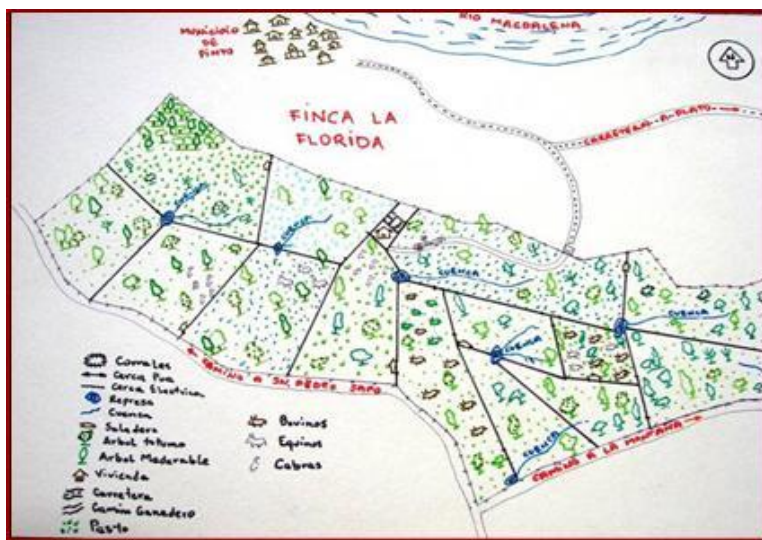 RIO MAGDALENA
MUNICIPIO
DE
PINTO
FINCA LA
FLORIDA
CARRETERA A PLATO
CUENCA
CUENCA
CUENCA
CUENCA
CUENCA
CUENCA
CAMINO A SN. PEDRO SAPO
CAMINO A LA MONTAÑA
Corrales
Cerca Pua
Cerca Electrica
Represa
Cuenca
Saladero
Arbol totumo
Arbol Maderable
Vivienda
Carretera
Camino Ganadero
Pasto
Bovinos
Equinos
Cabras